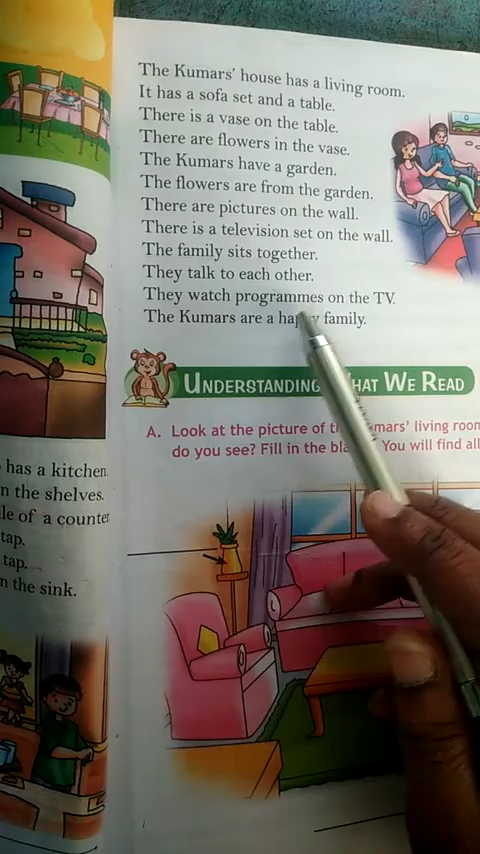 The Kumars' house has a living room.
It has a sofa set and a table.
There is a vase on the table.
There are flowers in the vase.
The Kumars have a garden.
The flowers are from the garden.
There are pictures on the wall.
There is a television set on the wall.
The family sits together.
They talk to each other.
They watch programmes on the TV.
The Kumars are a happy family.
UNDERSTANDING WHAT WE READ
A. Look at the picture of the Kumars' living room
do you see? Fill in the You will find all
has a kitchen.
n the shelves.
le of a counter
tap.
tap.
n the sink.